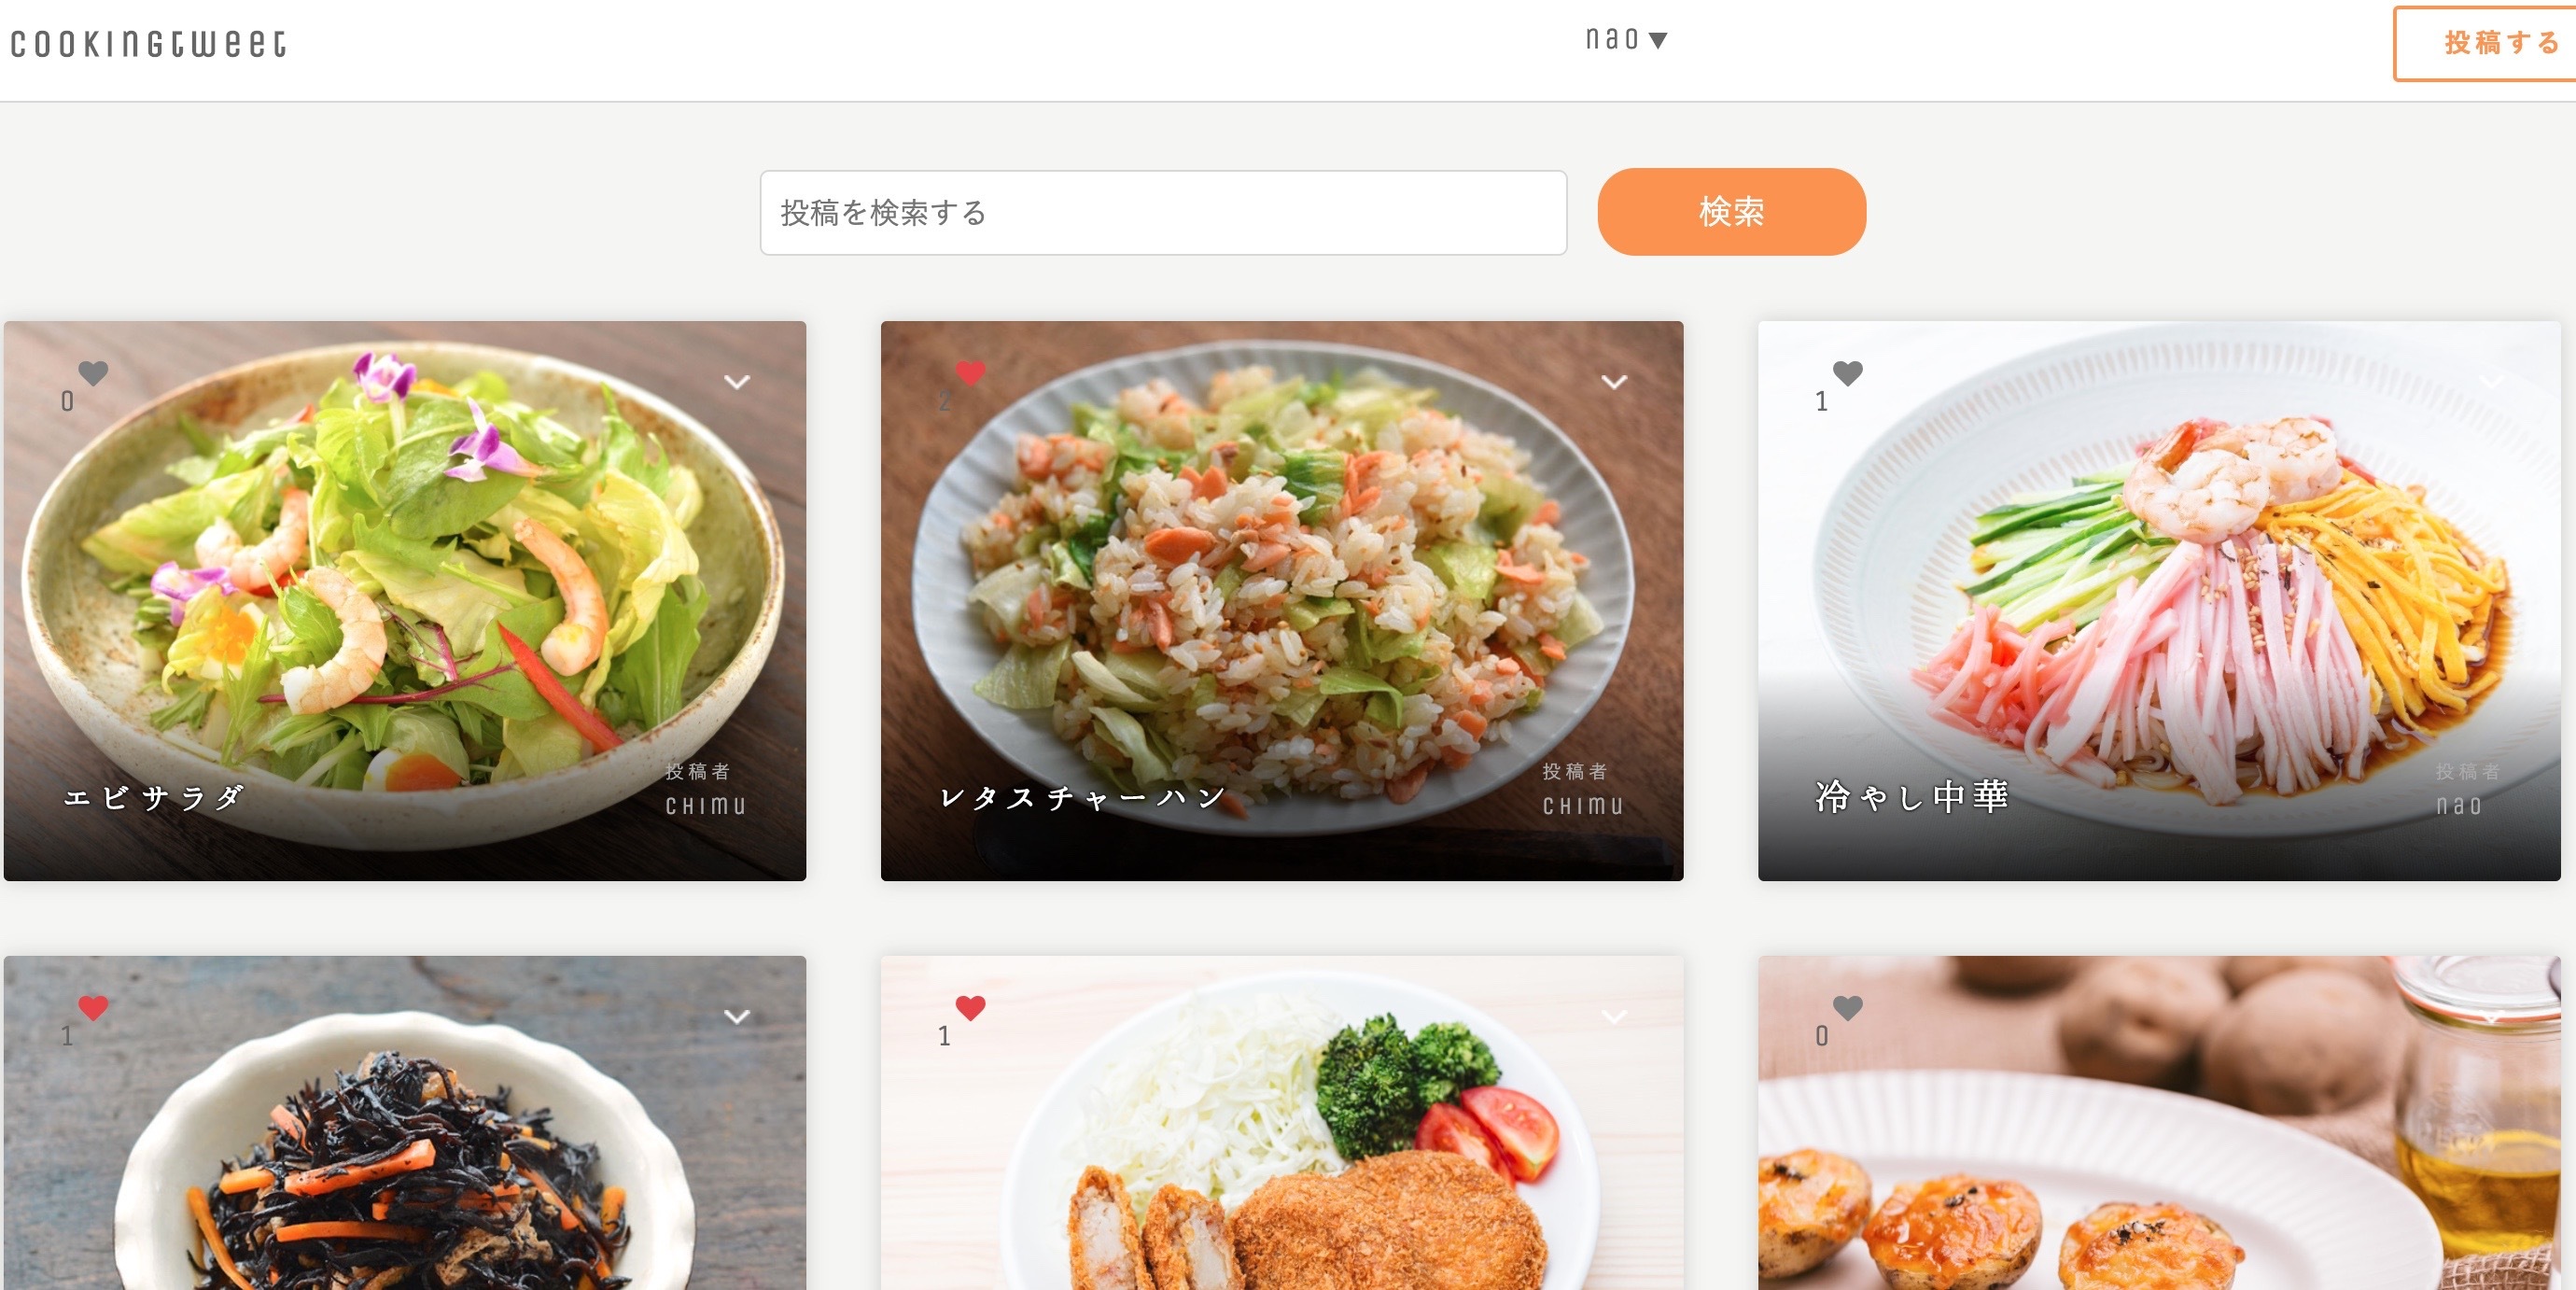 cookingtweet
nao▼
投稿する
投稿を検索する
検索
0
2
1
エビサラダ
投稿者
CHIMU
レタスチャーハン
投稿者
CHIMU
冷やし中華
投稿者
nao
1
1
0